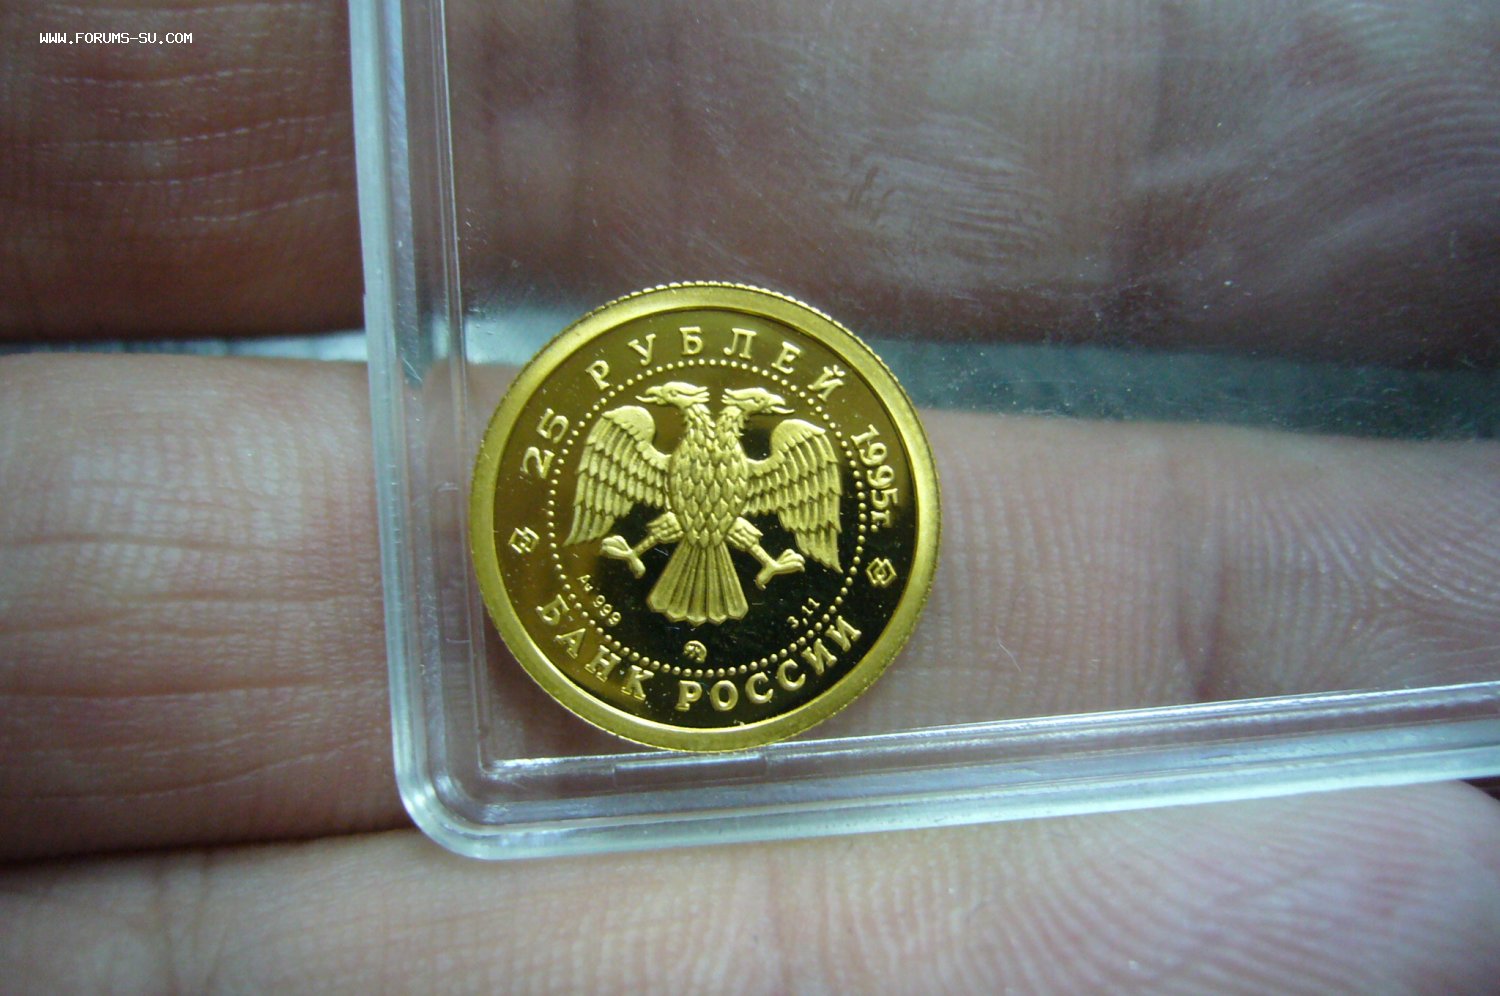 WWW.FORUMS-SU.COM
25 РУБЛЕЙ 1995г.
Au 999
3,11
БАНК РОССИИ